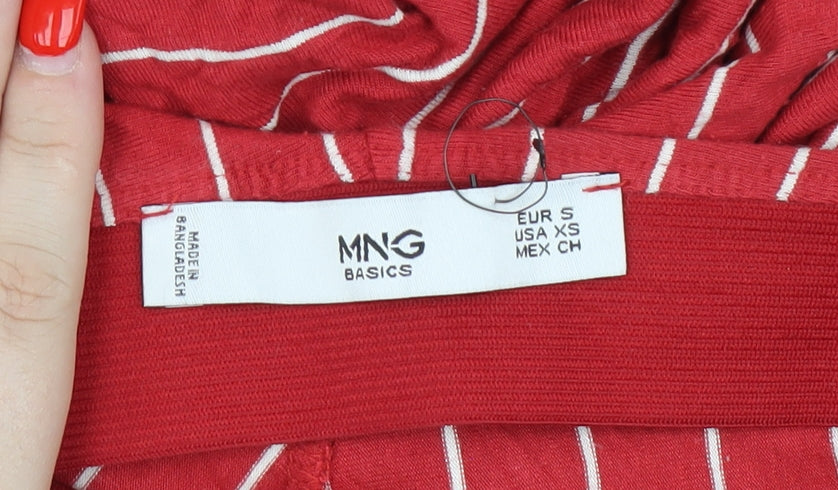 MADE IN
BANGLADESH
MNG
BASICS
EUR S
USA XS
MEX CH